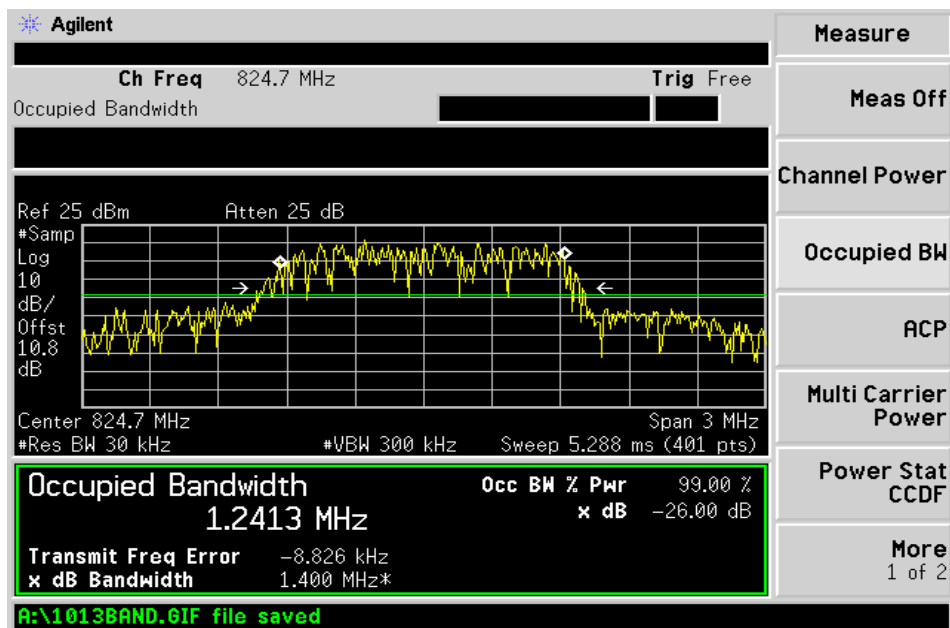 Agilent
Measure
Ch Freq 824.7 MHz Trig Free
Occupied Bandwidth
Meas Off
Channel Power
Occupied BW
ACP
Multi Carrier
Power
Power Stat
CCDF
More
1 of 2
Ref 25 dBm Atten 25 dB
#Samp
Log
10
dB/
Offst
10.8
dB
Center 824.7 MHz Span 3 MHz
#Res BW 30 kHz #VBW 300 kHz Sweep 5.288 ms (401 pts)
Occupied Bandwidth Occ BW % Pwr 99.00 %
1.2413 MHz x dB -26.00 dB
Transmit Freq Error -8.826 kHz
x dB Bandwidth 1.400 MHz*
A:\1013BAND.GIF file saved